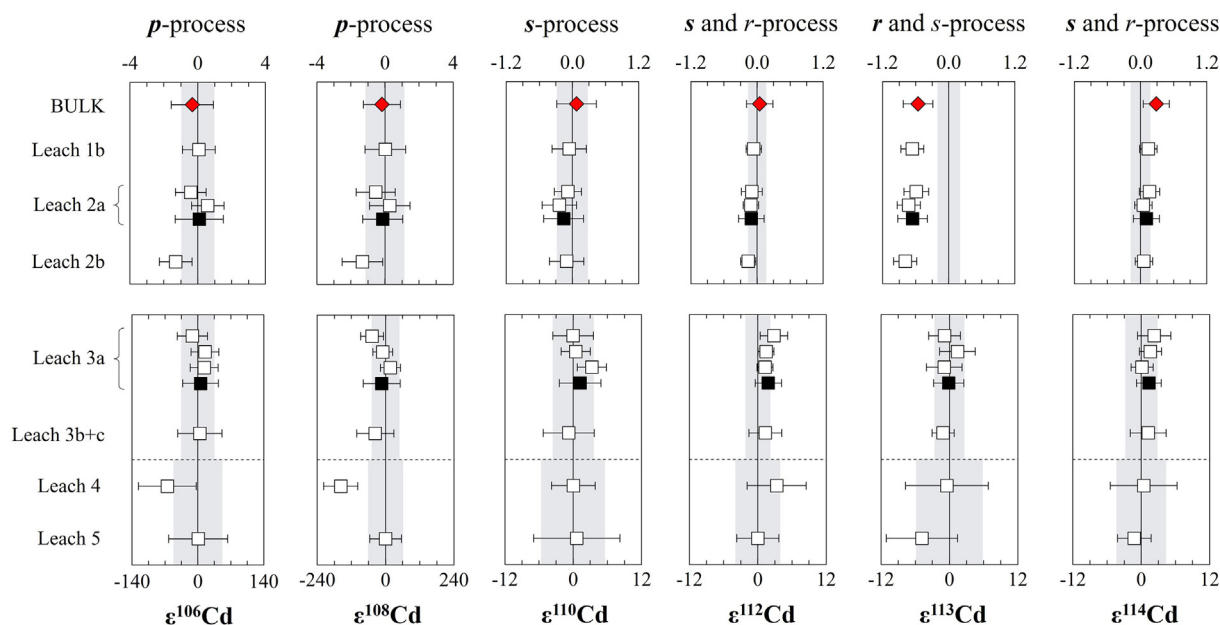 p-process p-process s-process s and r-process r and s-process s and r-process
-4 0 4 -4 0 4 -1.2 0.0 1.2 -1.2 0.0 1.2 -1.2 0.0 1.2 -1.2 0.0 1.2
BULK
Leach 1b
Leach 2a
Leach 2b
Leach 3a
Leach 3b+c
Leach 4
Leach 5
-140 0 140 -240 0 240 -12 0 12 -12 0 12 -12 0 12 -12 0 12
ε¹⁰⁶Cd ε¹⁰⁸Cd ε¹¹⁰Cd ε¹¹²Cd ε¹¹³Cd ε¹¹⁴Cd